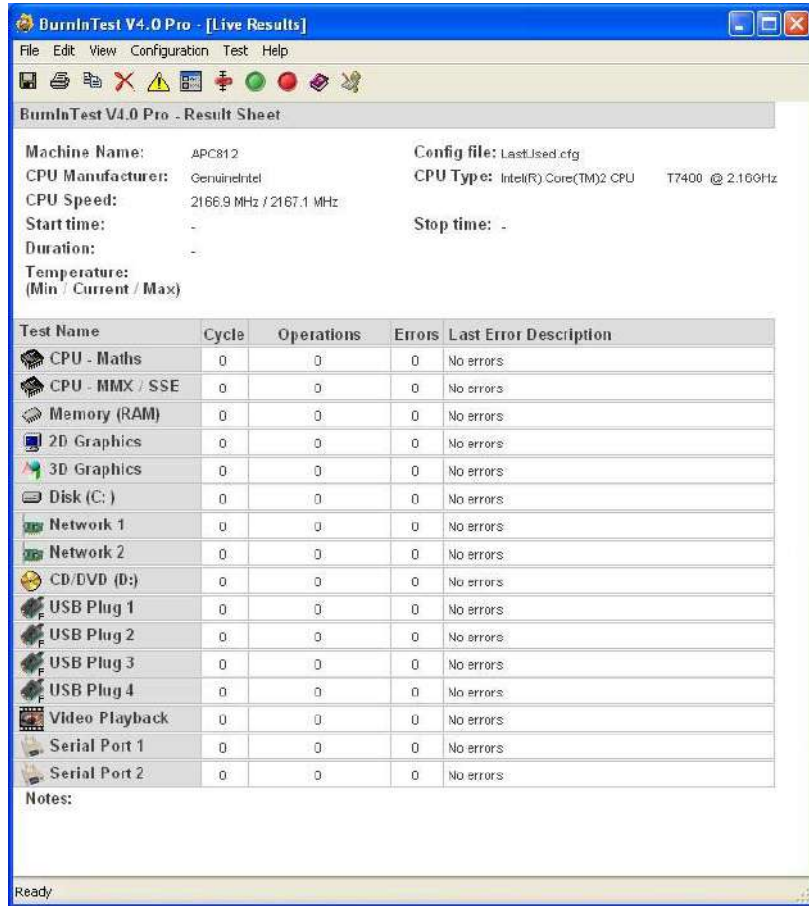 BurnInTest V4.0 Pro - [Live Results]
File Edit View Configuration Test Help
BurnInTest V4.0 Pro - Result Sheet
Machine Name: APC812 Config file: LastUsed.cfg
CPU Manufacturer: GenuineIntel CPU Type: Intel(R) Core(TM)2 CPU T7400 @ 2.16GHz
CPU Speed: 2166.9 MHz / 2167.1 MHz
Start time: - Stop time: -
Duration: -
Temperature:
(Min / Current / Max)
Test Name Cycle Operations Errors Last Error Description
CPU - Maths 0 0 0 No errors
CPU - MMX / SSE 0 0 0 No errors
Memory (RAM) 0 0 0 No errors
2D Graphics 0 0 0 No errors
3D Graphics 0 0 0 No errors
Disk (C: ) 0 0 0 No errors
Network 1 0 0 0 No errors
Network 2 0 0 0 No errors
CD/DVD (D:) 0 0 0 No errors
USB Plug 1 0 0 0 No errors
USB Plug 2 0 0 0 No errors
USB Plug 3 0 0 0 No errors
USB Plug 4 0 0 0 No errors
Video Playback 0 0 0 No errors
Serial Port 1 0 0 0 No errors
Serial Port 2 0 0 0 No errors
Notes:
Ready